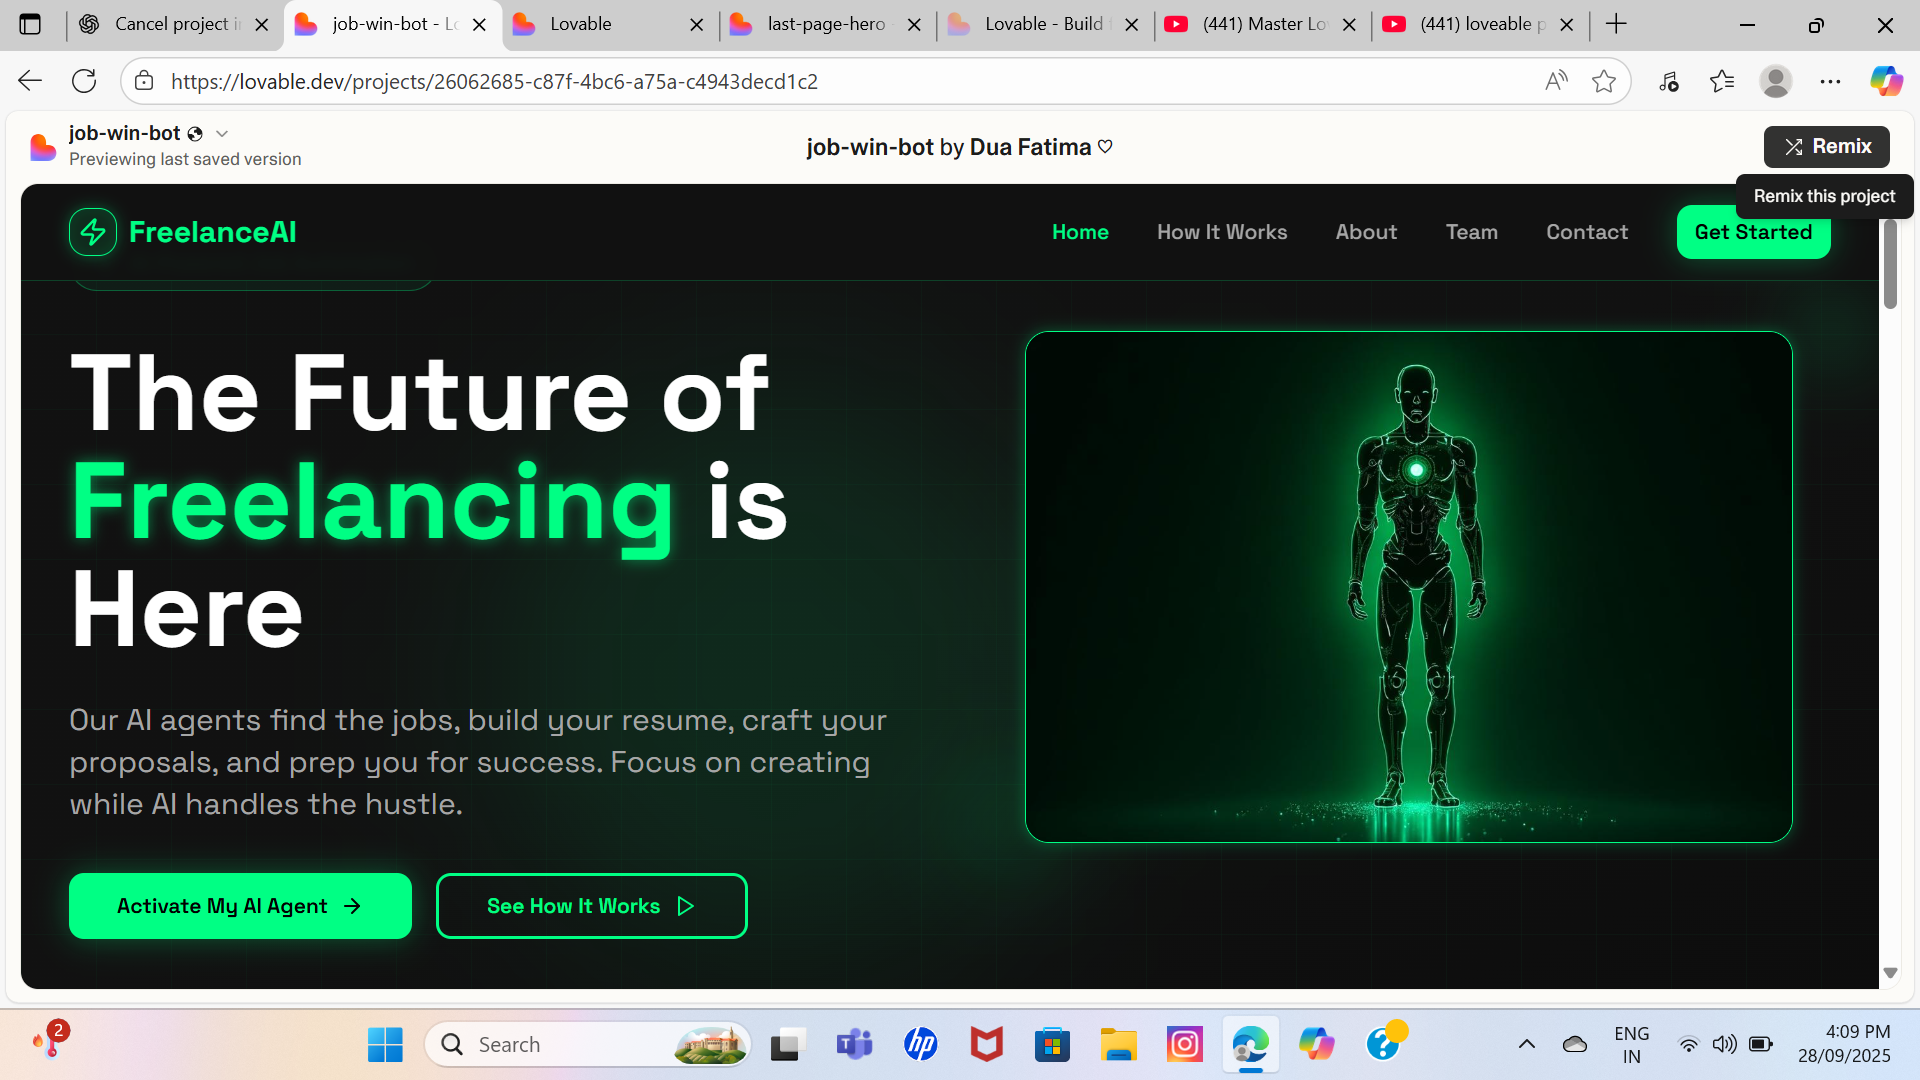 Cancel project i
job-win-bot - Lo
Lovable
last-page-hero
Lovable - Build
(441) Master Lo
(441) loveable p
https://lovable.dev/projects/26062685-c87f-4bc6-a75a-c4943decd1c2
job-win-bot
Previewing last saved version
job-win-bot by Dua Fatima
Remix
Remix this project
FreelanceAI
Home
How It Works
About
Team
Contact
Get Started
The Future of
Freelancing is
Here
Our AI agents find the jobs, build your resume, craft your
proposals, and prep you for success. Focus on creating
while AI handles the hustle.
Activate My AI Agent
See How It Works
2
Search
ENG
IN
4:09 PM
28/09/2025